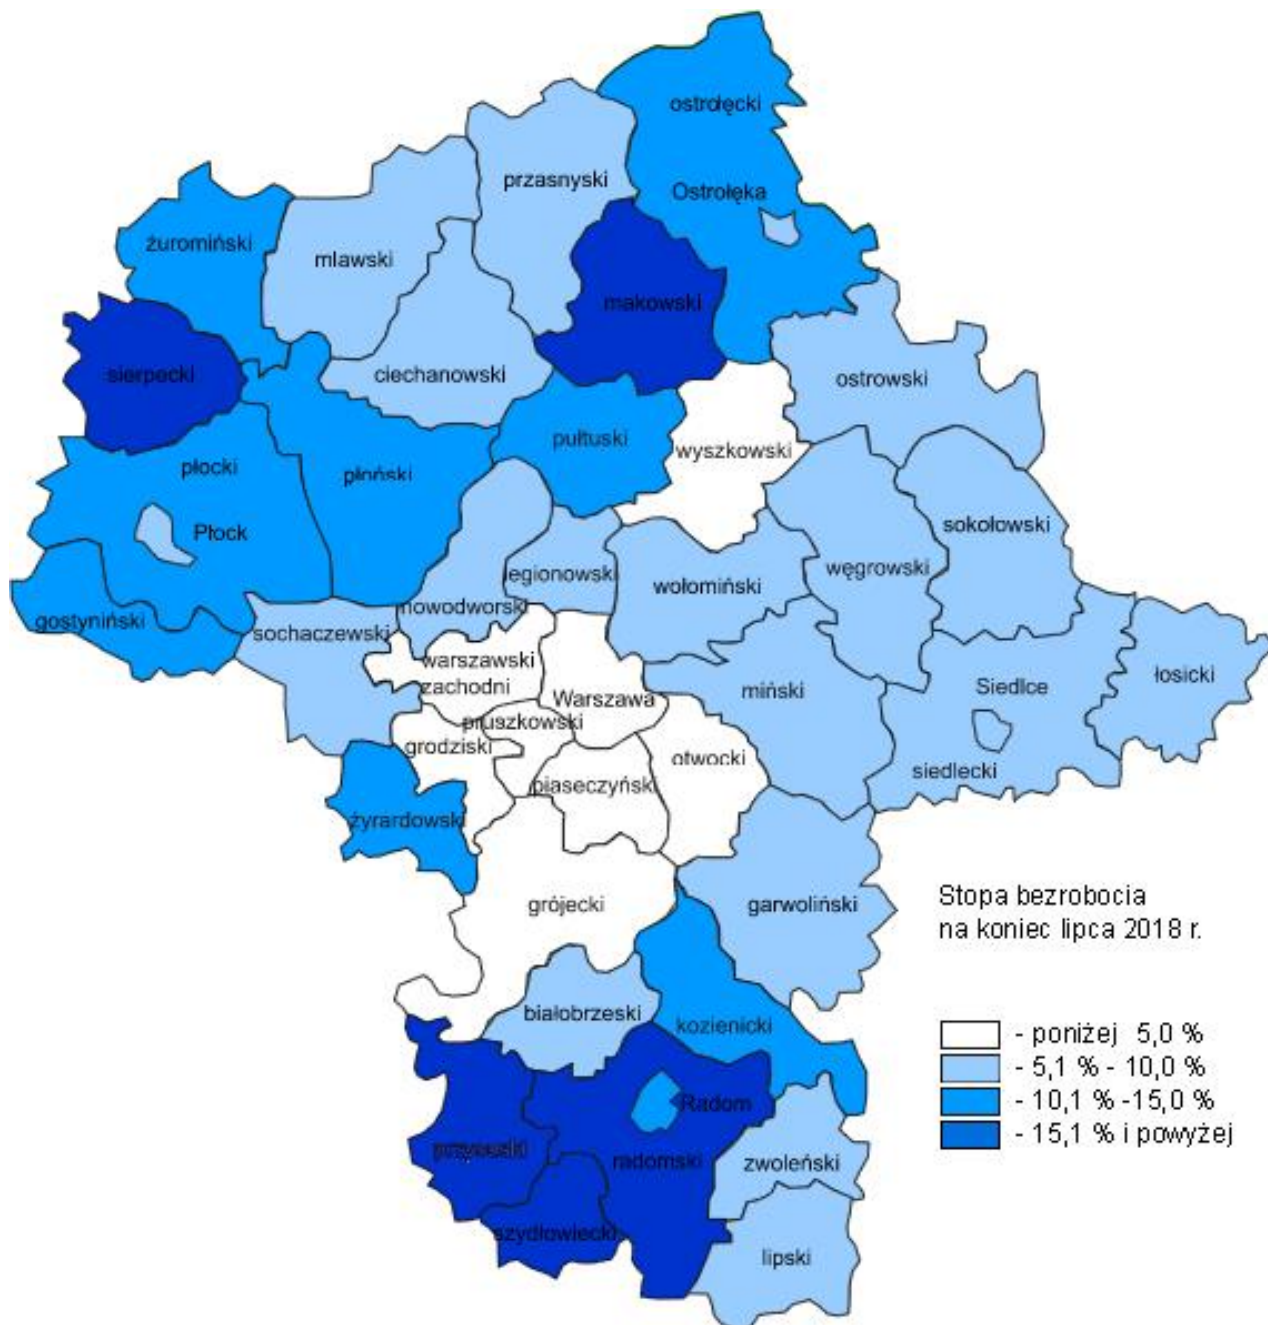 ostrołęcki
przasnyski
Ostrołęka
żuromiński
mlawski
makowski
sierpecki
ciechanowski
ostrowski
pułtuski
wyszkowski
płocki
płoński
Płock
sokołowski
legionowski
wołomiński
węgrowski
nowodworski
gostyniński
sochaczewski
warszawski
zachodni
Warszawa
miński
Siedlce
łosicki
pruszkowski
grodziski
otwocki
siedlecki
piaseczyński
żyrardowski
grójecki
garwoliński
Stopa bezrobocia
na koniec lipca 2018 r.
białobrzeski
kozienicki
- poniżej 5,0 %
- 5,1 % - 10,0 %
- 10,1 % -15,0 %
- 15,1 % i powyżej
Radom
przysuski
radomski
zwoleński
szydłowiecki
lipski